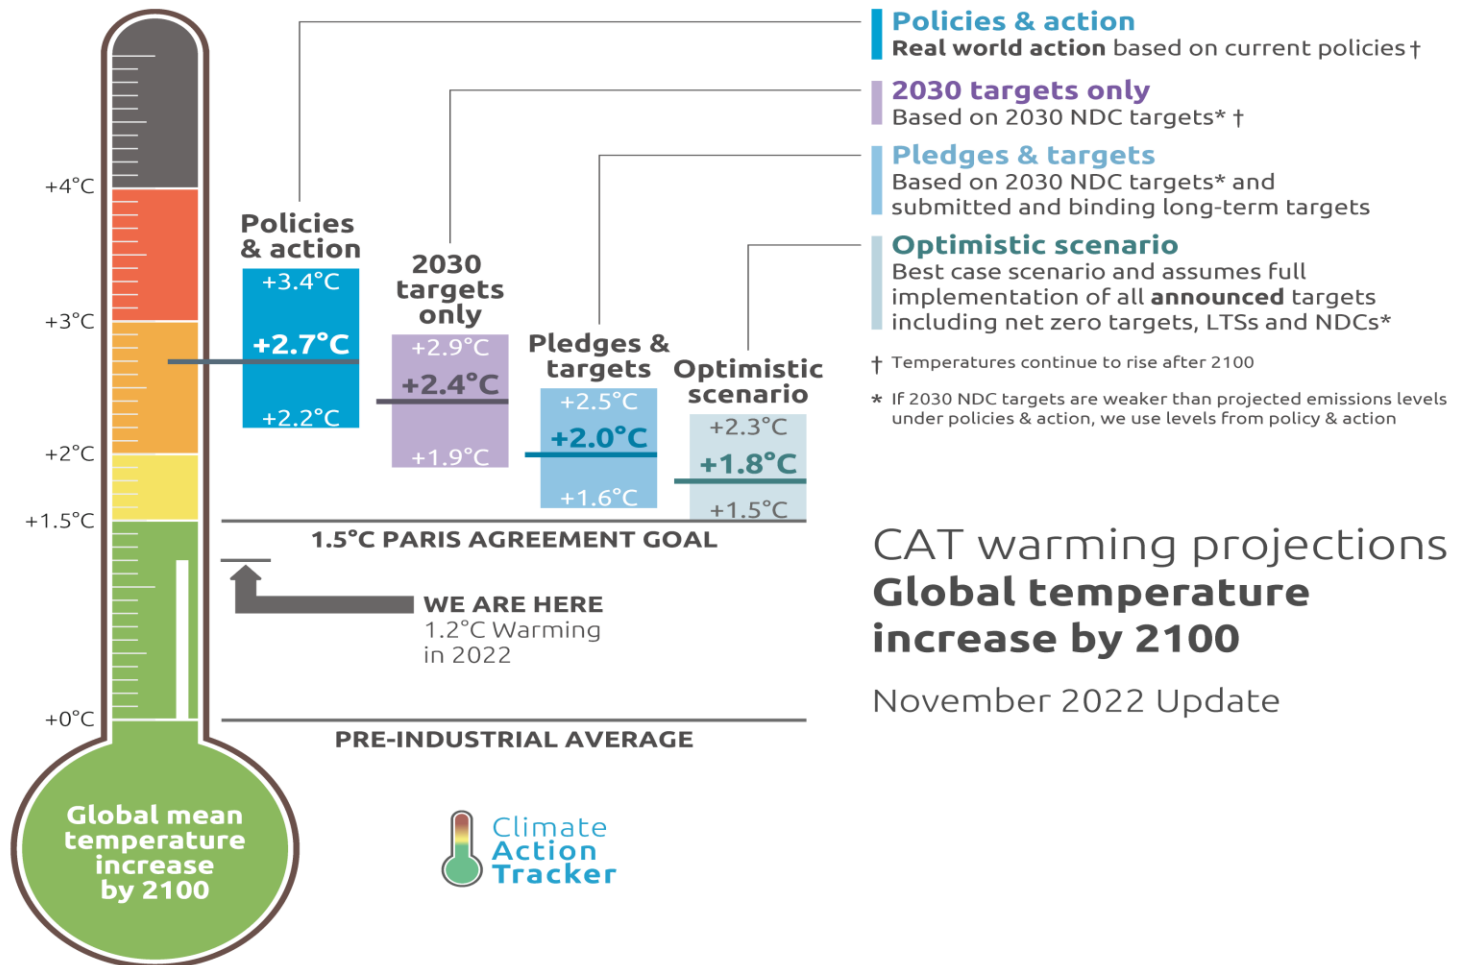 Policies & action
Real world action based on current policies †
2030 targets only
Based on 2030 NDC targets* †
Pledges & targets
Based on 2030 NDC targets* and
submitted and binding long-term targets
Optimistic scenario
Best case scenario and assumes full
implementation of all announced targets
including net zero targets, LTSs and NDCs*
† Temperatures continue to rise after 2100
* If 2030 NDC targets are weaker than projected emissions levels
under policies & action, we use levels from policy & action
+4°C
+3°C
+2°C
+1.5°C
+0°C
Policies
& action
+3.4°C
+2.7°C
+2.2°C
2030
targets
only
+2.9°C
+2.4°C
+1.9°C
Pledges &
targets
+2.5°C
+2.0°C
+1.6°C
Optimistic
scenario
+2.3°C
+1.8°C
+1.5°C
1.5°C PARIS AGREEMENT GOAL
WE ARE HERE
1.2°C Warming
in 2022
PRE-INDUSTRIAL AVERAGE
CAT warming projections
Global temperature
increase by 2100
November 2022 Update
Global mean
temperature
increase
by 2100
Climate
Action
Tracker